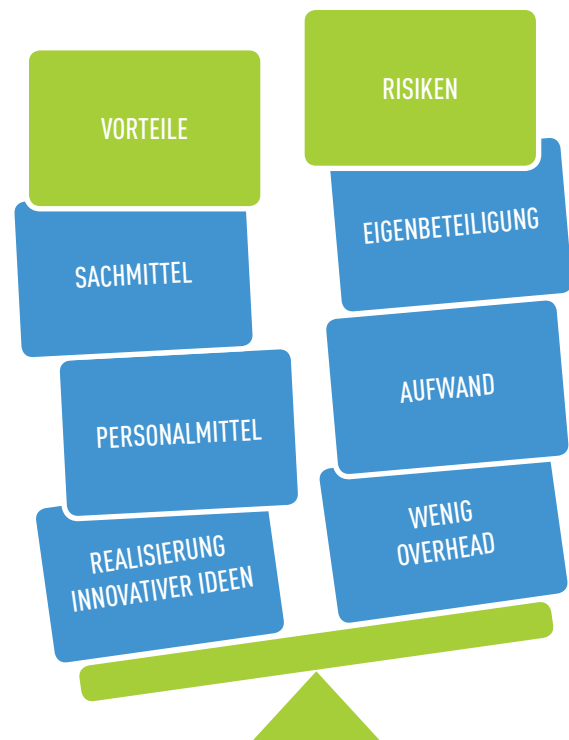 VORTEILE
SACHMITTEL
PERSONALMITTEL
REALISIERUNG
INNOVATIVER IDEEN
RISIKEN
EIGENBETEILIGUNG
AUFWAND
WENIG
OVERHEAD